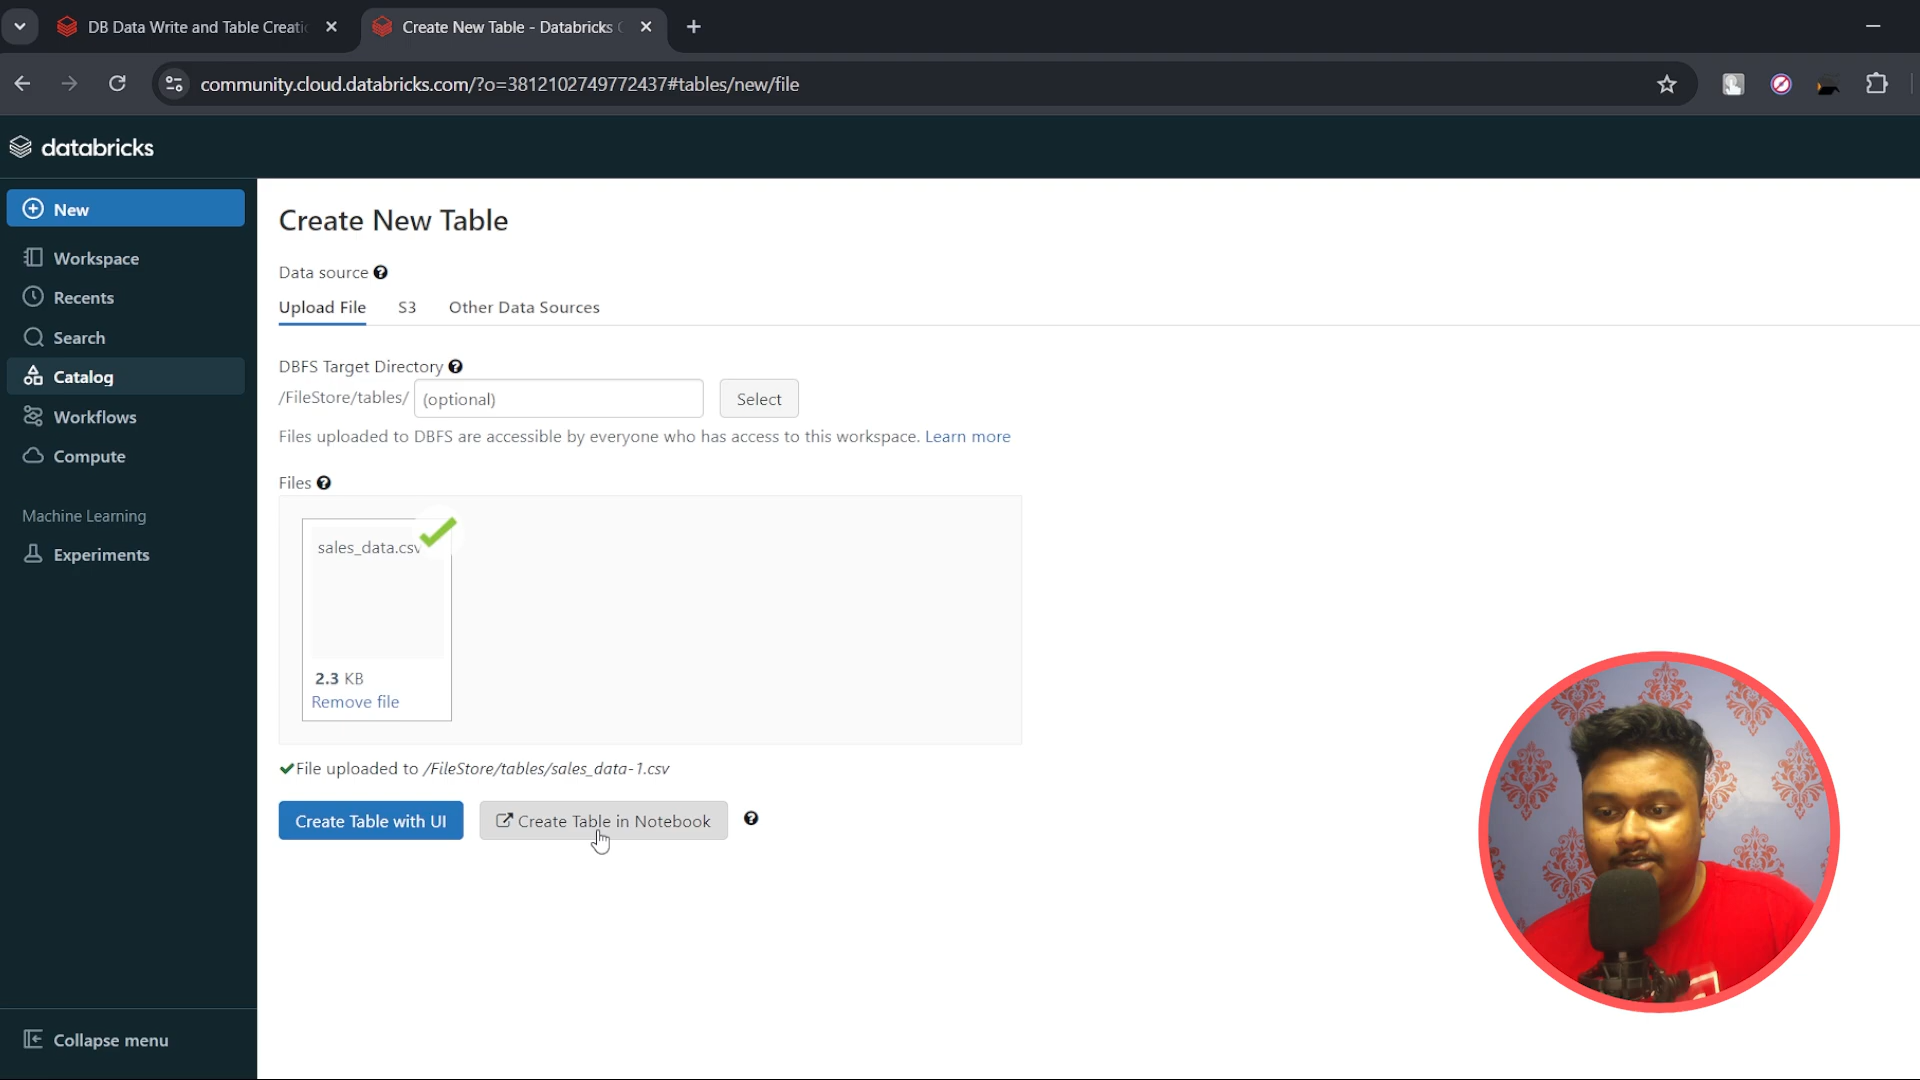 DB Data Write and Table Creati
Create New Table - Databricks
community.cloud.databricks.com/?o=3812102749772437#tables/new/file
databricks
New
Workspace
Recents
Search
Catalog
Workflows
Compute
Machine Learning
Experiments
Collapse menu
Create New Table
Data source
Upload File S3 Other Data Sources
DBFS Target Directory
/FileStore/tables/ (optional) Select
Files uploaded to DBFS are accessible by everyone who has access to this workspace. Learn more
Files
sales_data.csv
2.3 KB
Remove file
File uploaded to /FileStore/tables/sales_data-1.csv
Create Table with UI Create Table in Notebook